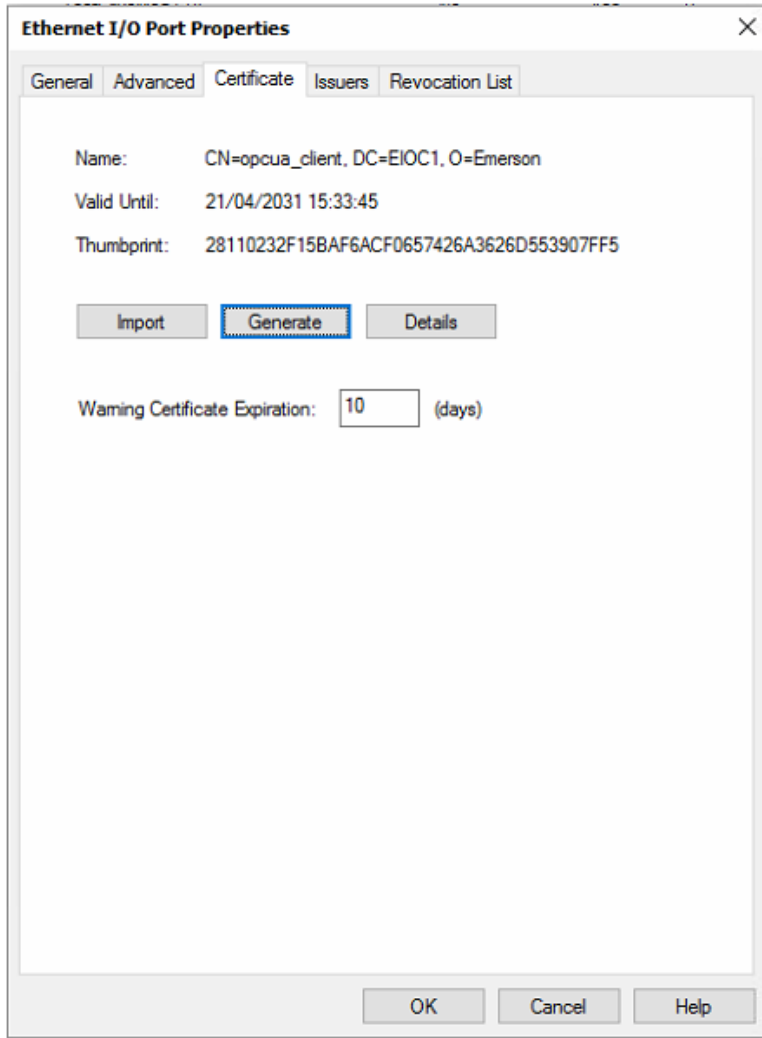 Ethernet I/O Port Properties
General Advanced Certificate Issuers Revocation List
Name: CN=opcua_client, DC=EIOC1, O=Emerson
Valid Until: 21/04/2031 15:33:45
Thumbprint: 28110232F15BAF6ACF0657426A3626D553907FF5
Import Generate Details
Warning Certificate Expiration: 10 (days)
OK Cancel Help